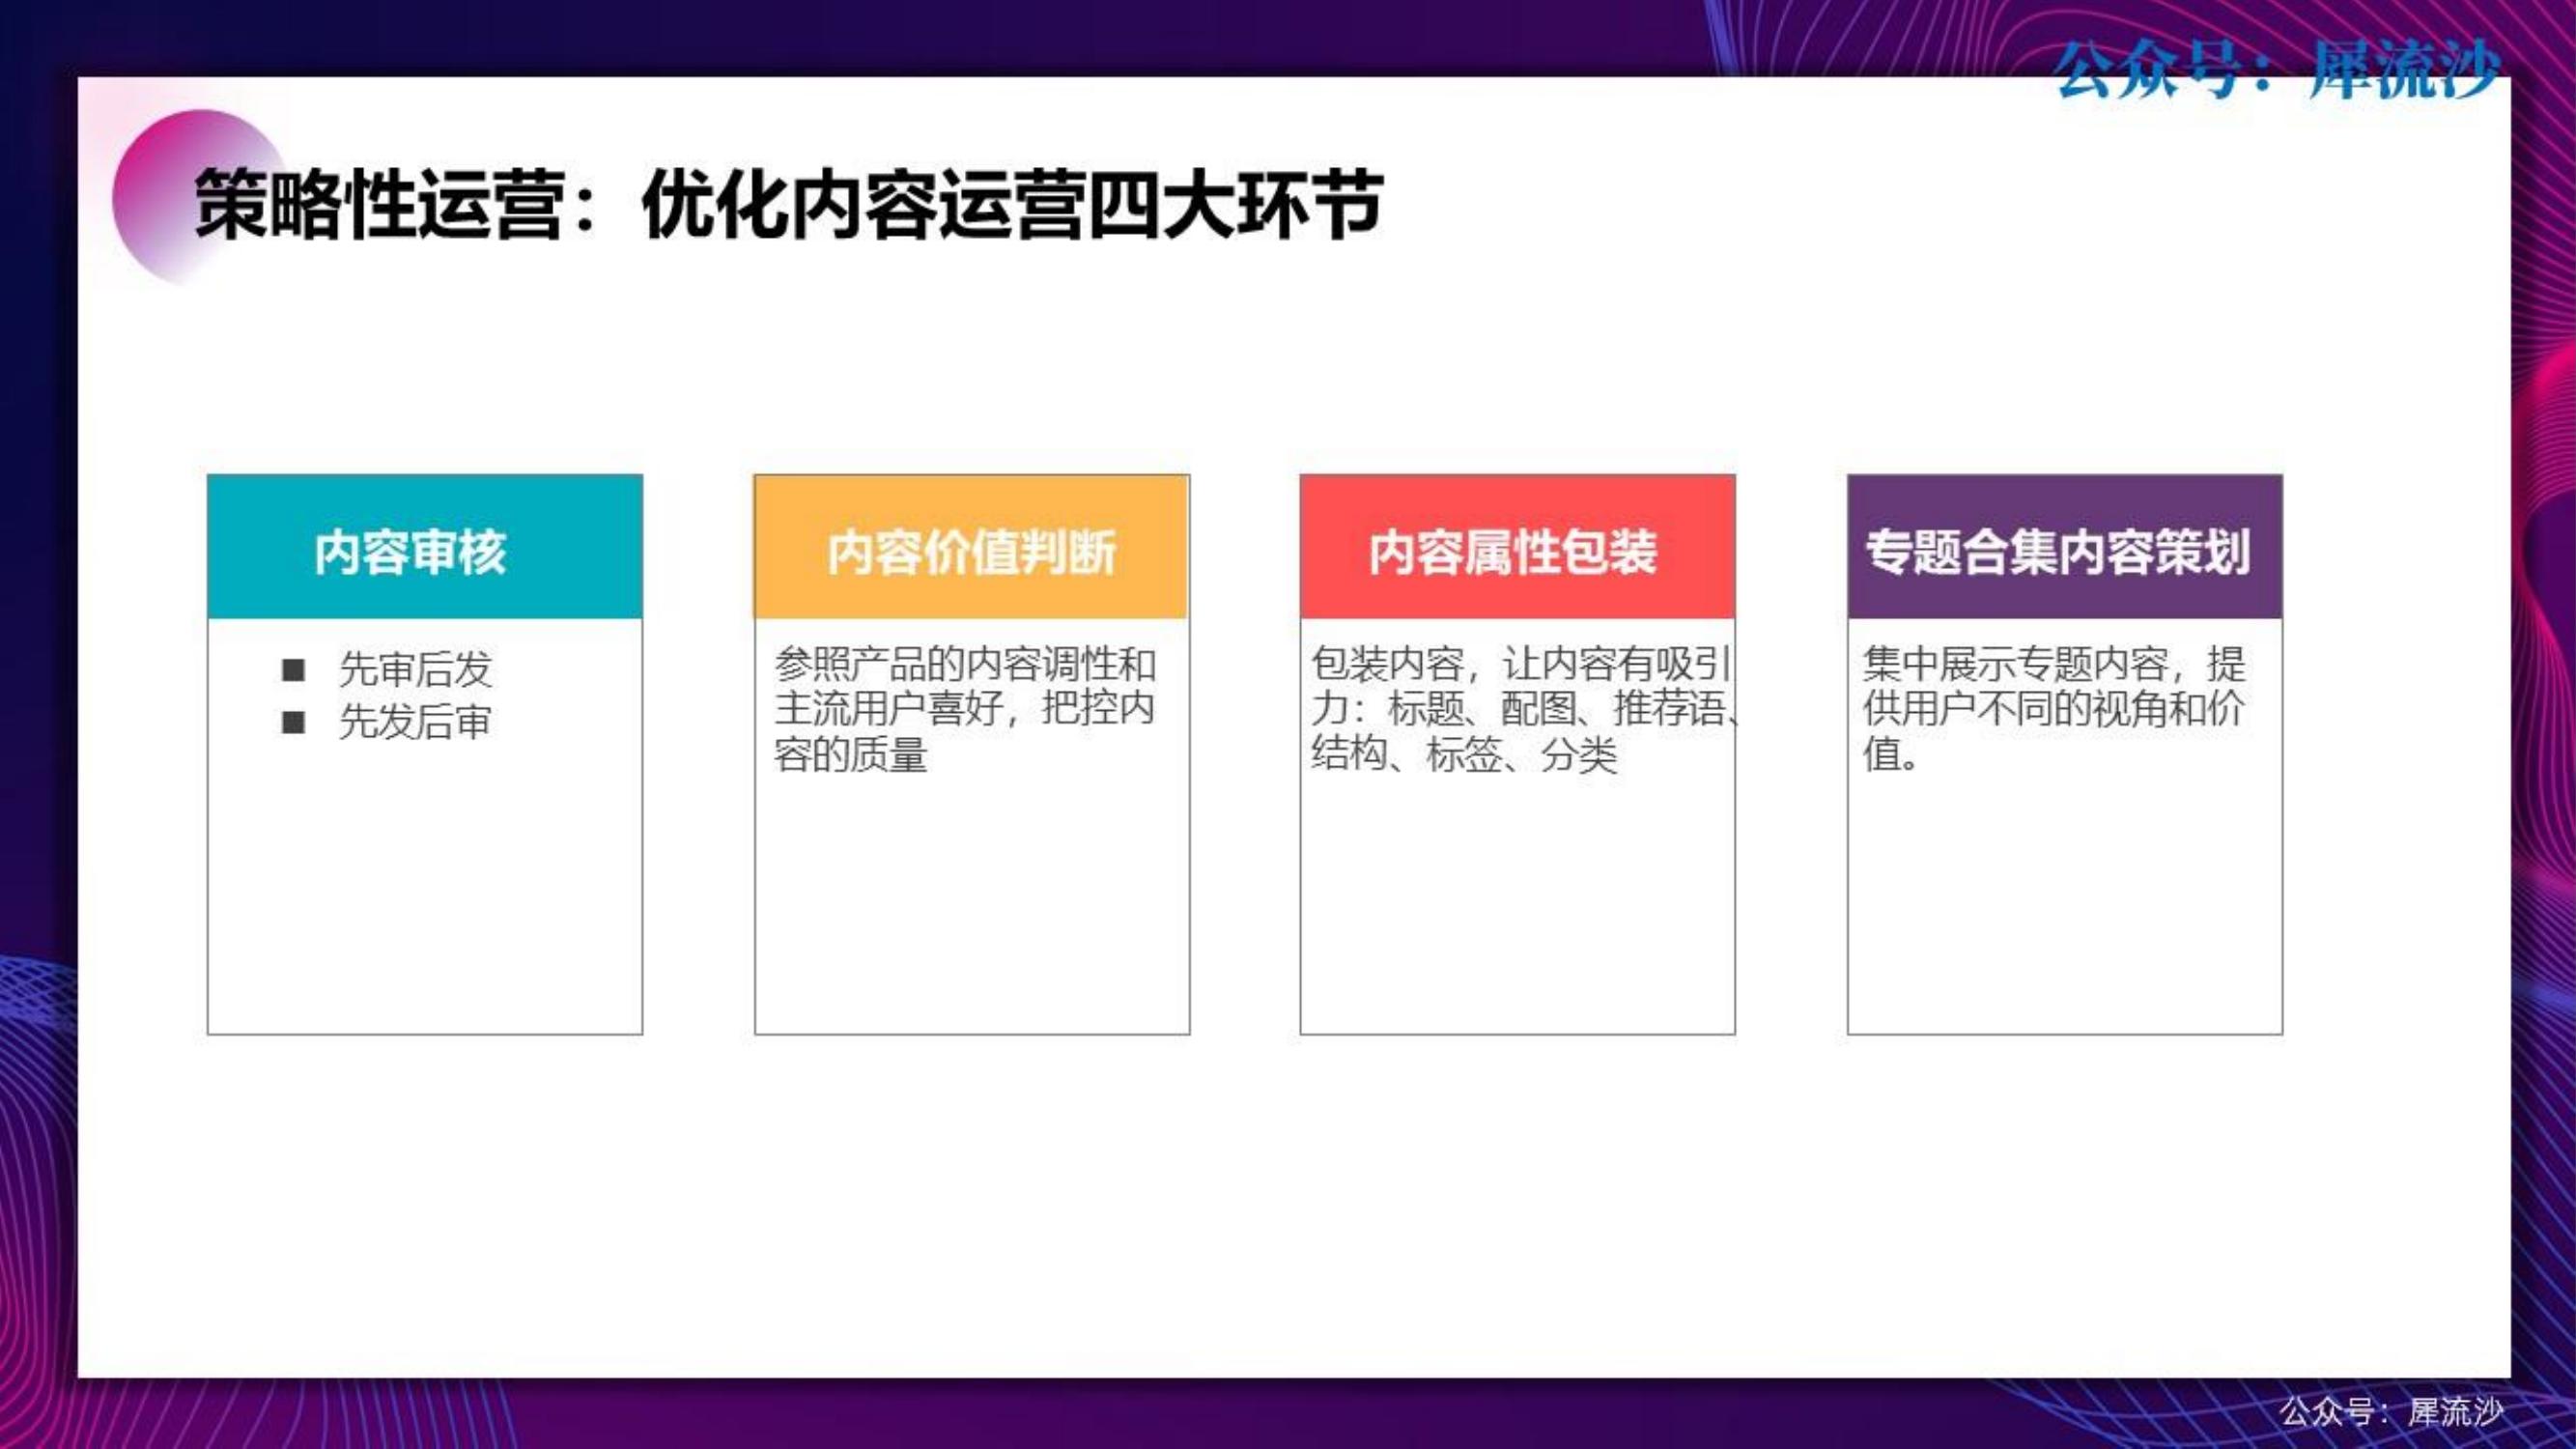 公众号：犀流沙
策略性运营：优化内容运营四大环节
内容审核
■ 先审后发
■ 先发后审
内容价值判断
参照产品的内容调性和
主流用户喜好，把控内
容的质量
内容属性包装
包装内容，让内容有吸引
力：标题、配图、推荐语、
结构、标签、分类
专题合集内容策划
集中展示专题内容，提
供用户不同的视角和价
值。
公众号：犀流沙